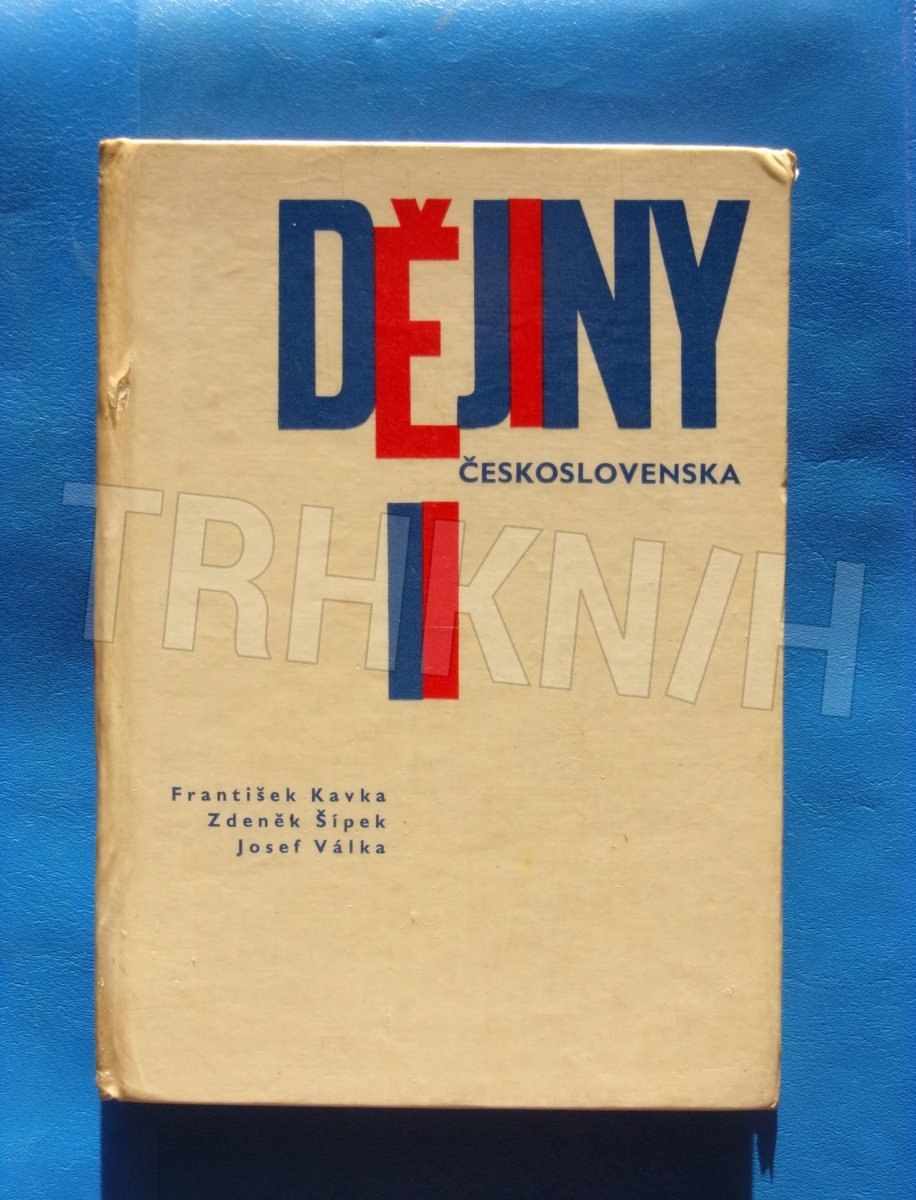 DĚJINY
ČESKOSLOVENSKA
I
TRHKNIH
František Kavka
Zdeněk Šípek
Josef Válka